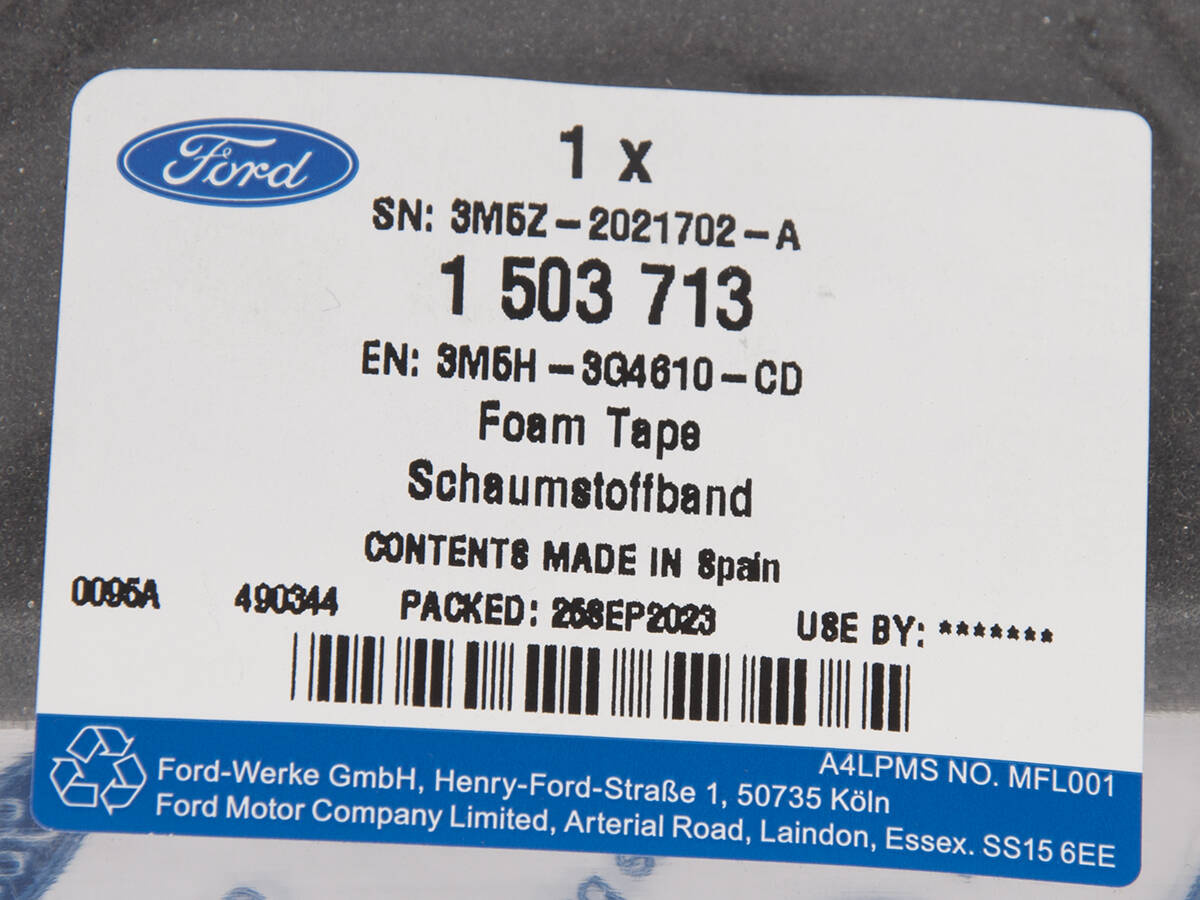 Ford
1 x
SN: 3M5Z-2021702-A
1 503 713
EN: 3M5H-3G4610-CD
Foam Tape
Schaumstoffband
CONTENTS MADE IN Spain
0095A 490344 PACKED: 25SEP2023 USE BY: *******
A4LPMS NO. MFL001
Ford-Werke GmbH, Henry-Ford-Straße 1, 50735 Köln
Ford Motor Company Limited, Arterial Road, Laindon, Essex. SS15 6EE